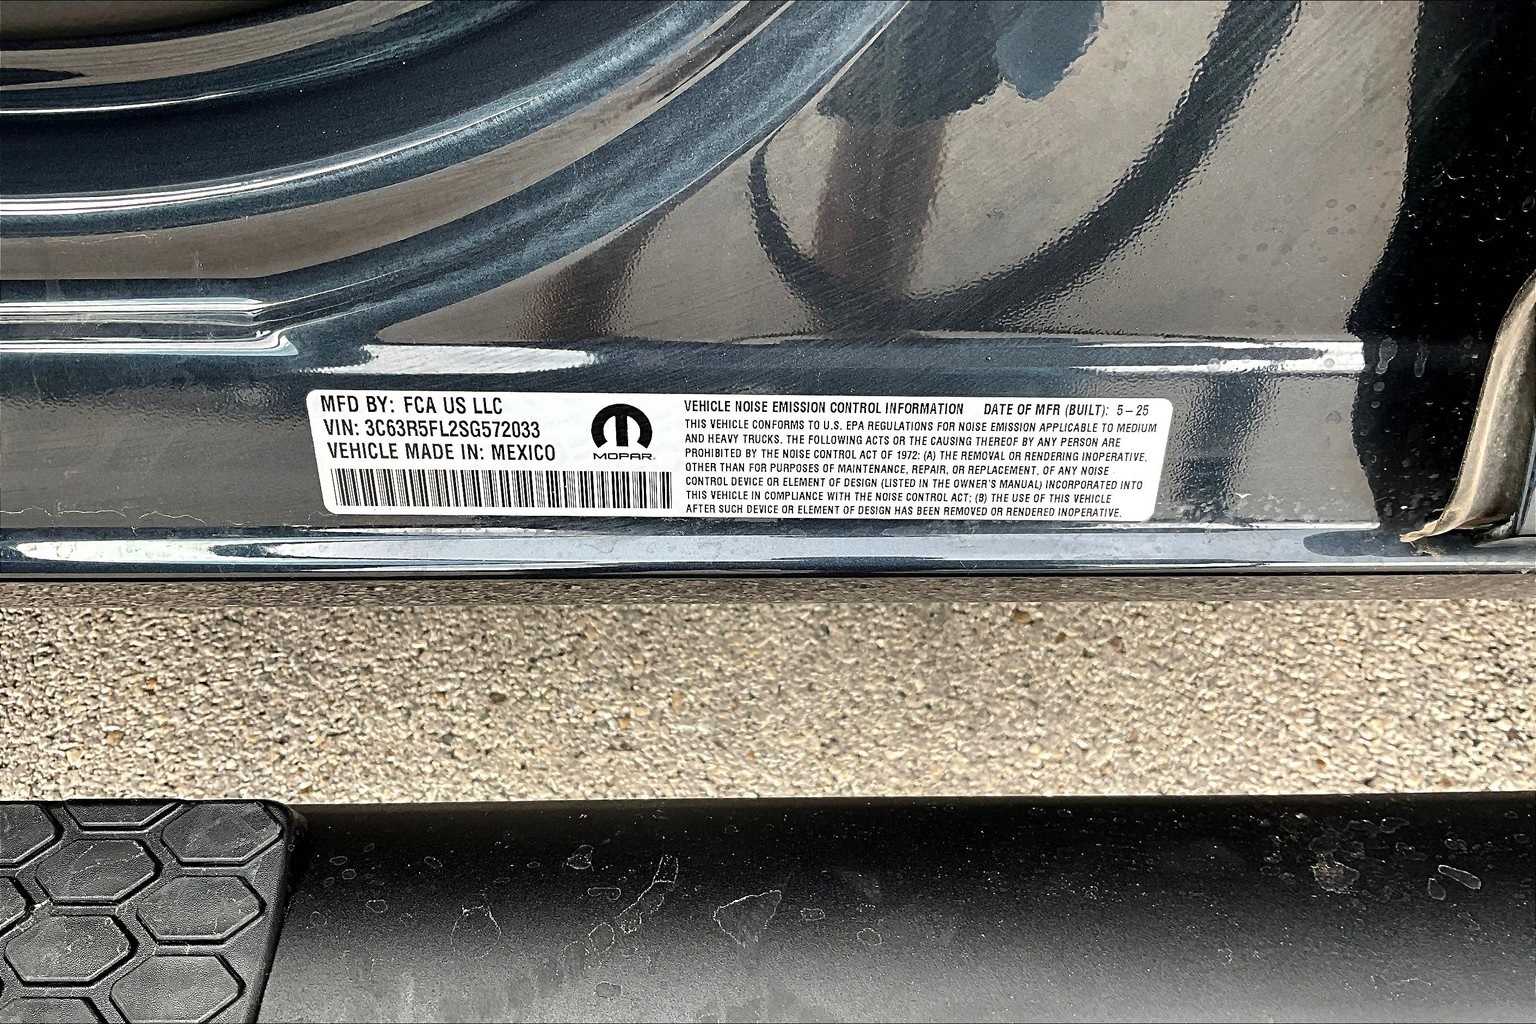 MFD BY: FCA US LLC
VIN: 3C63R5FL2SG572033
VEHICLE MADE IN: MEXICO
MOPAR.
VEHICLE NOISE EMISSION CONTROL INFORMATION DATE OF MFR (BUILT): 5-25
THIS VEHICLE CONFORMS TO U.S. EPA REGULATIONS FOR NOISE EMISSION APPLICABLE TO MEDIUM
AND HEAVY TRUCKS. THE FOLLOWING ACTS OR THE CAUSING THEREOF BY ANY PERSON ARE
PROHIBITED BY THE NOISE CONTROL ACT OF 1972: (A) THE REMOVAL OR RENDERING INOPERATIVE,
OTHER THAN FOR PURPOSES OF MAINTENANCE, REPAIR, OR REPLACEMENT, OF ANY NOISE
CONTROL DEVICE OR ELEMENT OF DESIGN (LISTED IN THE OWNER'S MANUAL) INCORPORATED INTO
THIS VEHICLE IN COMPLIANCE WITH THE NOISE CONTROL ACT; (B) THE USE OF THIS VEHICLE
AFTER SUCH DEVICE OR ELEMENT OF DESIGN HAS BEEN REMOVED OR RENDERED INOPERATIVE.